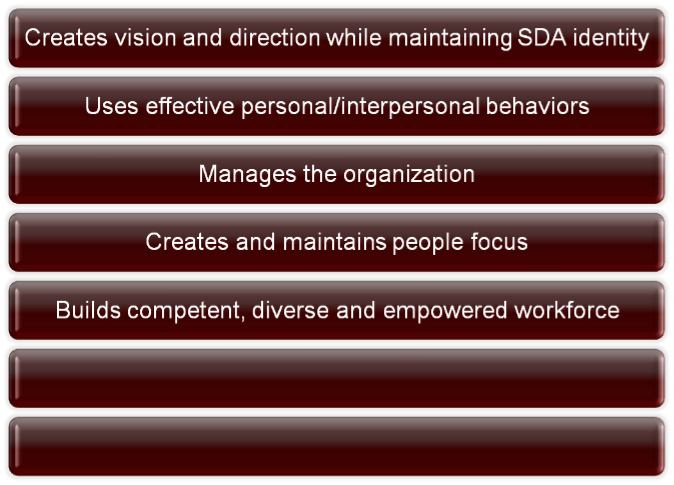 Creates vision and direction while maintaining SDA identity
Uses effective personal/interpersonal behaviors
Manages the organization
Creates and maintains people focus
Builds competent, diverse and empowered workforce